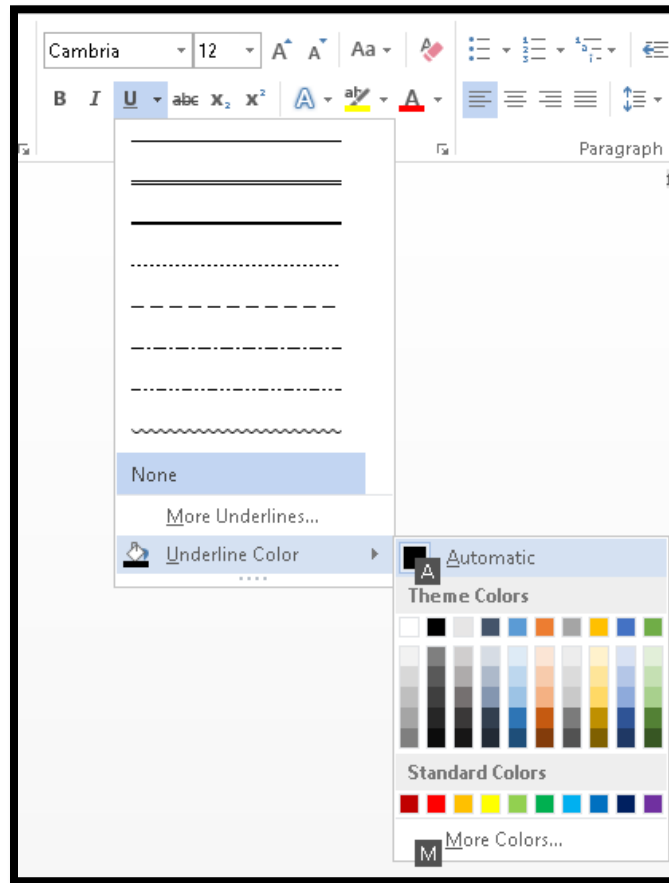 Cambria 12 A A Aa
B I U abc X₂ X² A ab A
Paragraph
None
More Underlines...
Underline Color
Automatic
A
Theme Colors
Standard Colors
More Colors...
M